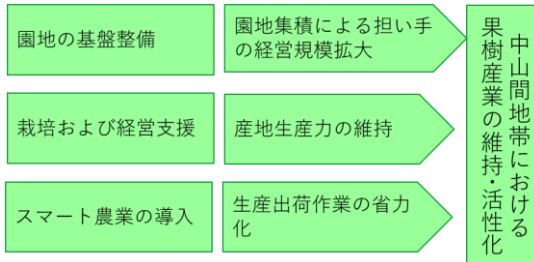 園地の基盤整備
園地集積による担い手
の経営規模拡大
栽培および経営支援
産地生産力の維持
スマート農業の導入
生産出荷作業の省力
化
中山間地帯における
果樹産業の維持・活性化